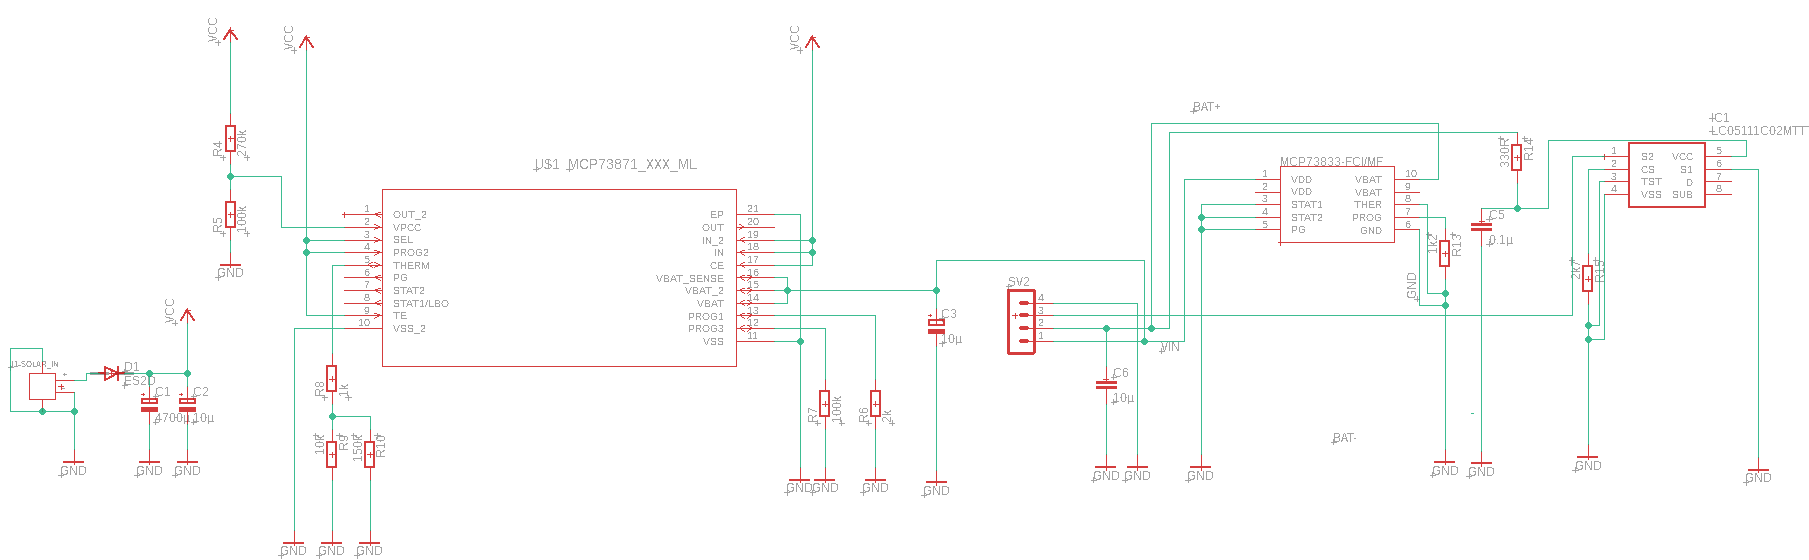 VCC
R4
270k
R5
100k
GND
VCC
VCC
U$1 MCP73871_XXX_ML
1 OUT_2
2 VPCC
3 SEL
4 PROG2
5 THERM
6 PG
7 STAT2
8 STAT1/LBO
9 TE
10 VSS_2
EP 21
OUT 20
IN_2 19
IN 18
CE 17
VBAT_SENSE 16
VBAT_2 15
VBAT 14
PROG1 13
PROG3 12
VSS 11
VCC
J1-SOLAR_IN
D1
ES2D
C1
4700µ
C2
10µ
GND
GND
GND
R8
1k
10k
R9
150k
R10
GND
GND
GND
R7
100k
R6
2k
GND
GND
GND
C3
10µ
GND
SV2
4
3
2
1
VIN
C6
10µ
GND
GND
BAT+
MCP73833-FCI/MF
1 VDD
2 VDD
3 STAT1
4 STAT2
5 PG
VBAT 10
VBAT 9
THER 8
PROG 7
GND 6
GND
GND
1k2
R13
GND
330R
R14
C5
0.1µ
GND
BAT-
C1
LC05111C02MTT
1 S2
2 CS
3 TST
4 VSS
VCC 5
S1 6
D 7
SUB 8
2k7
GND
GND